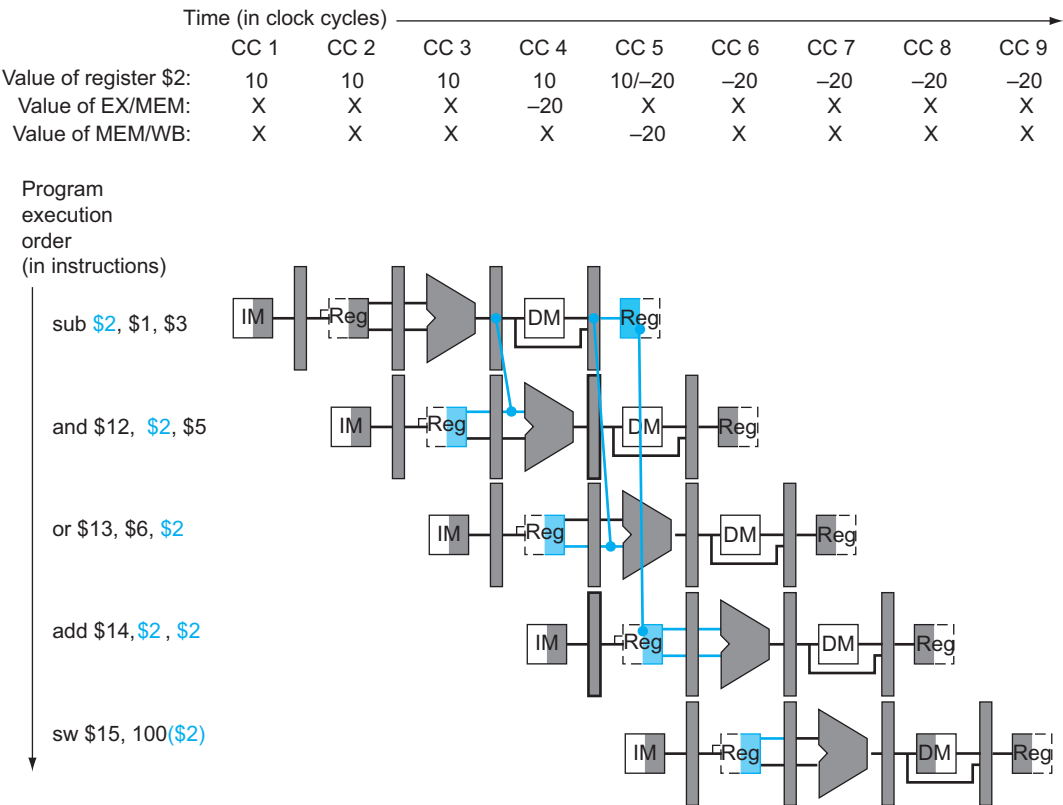 Time (in clock cycles)
CC 1 CC 2 CC 3 CC 4 CC 5 CC 6 CC 7 CC 8 CC 9
Value of register $2: 10 10 10 10 10/–20 –20 –20 –20 –20
Value of EX/MEM: X X X –20 X X X X X
Value of MEM/WB: X X X X –20 X X X X
Program
execution
order
(in instructions)
sub $2, $1, $3 IM Reg DM Reg
and $12, $2, $5 IM Reg DM Reg
or $13, $6, $2 IM Reg DM Reg
add $14, $2 , $2 IM Reg DM Reg
sw $15, 100($2) IM Reg DM Reg